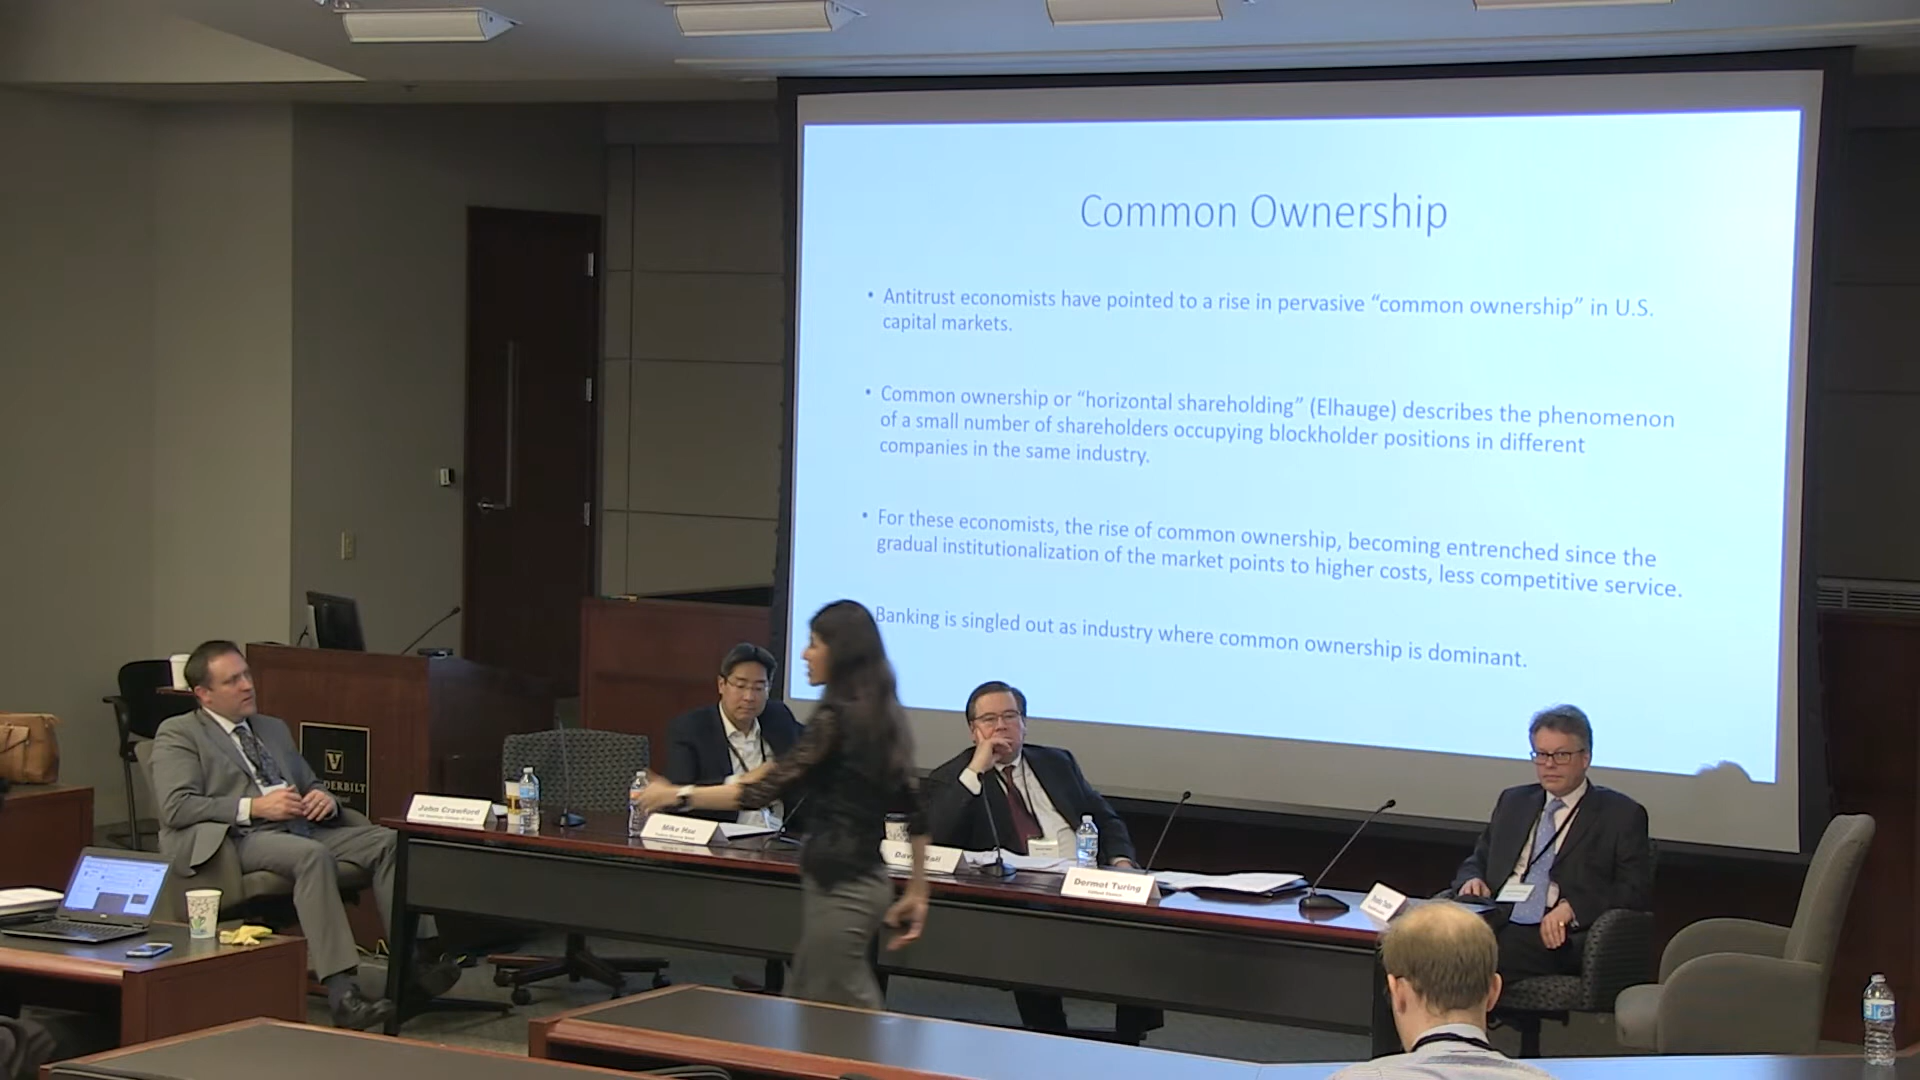 Common Ownership
• Antitrust economists have pointed to a rise in pervasive “common ownership” in U.S.
capital markets.
• Common ownership or “horizontal shareholding” (Elhauge) describes the phenomenon
of a small number of shareholders occupying blockholder positions in different
companies in the same industry.
• For these economists, the rise of common ownership, becoming entrenched since the
gradual institutionalization of the market points to higher costs, less competitive service.
Banking is singled out as industry where common ownership is dominant.
V
DERBILT
John Crawford
Mike Hsu
Dermot Turing